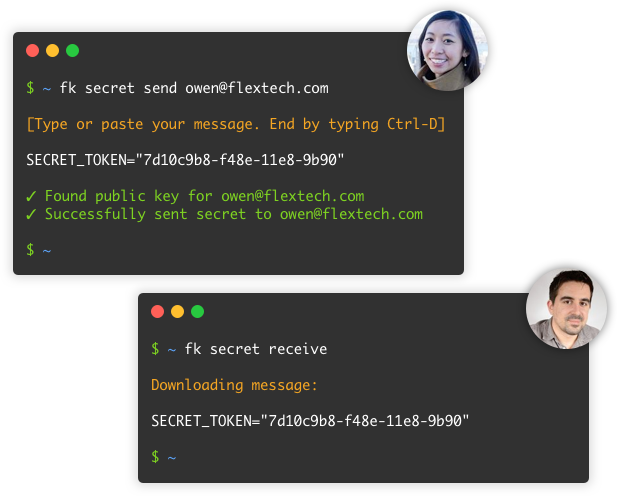 $ ~ fk secret send owen@flextech.com
[Type or paste your message. End by typing Ctrl-D]
SECRET_TOKEN="7d10c9b8-f48e-11e8-9b90"
✓ Found public key for owen@flextech.com
✓ Successfully sent secret to owen@flextech.com
$ ~
$ ~ fk secret receive
Downloading message:
SECRET_TOKEN="7d10c9b8-f48e-11e8-9b90"
$ ~